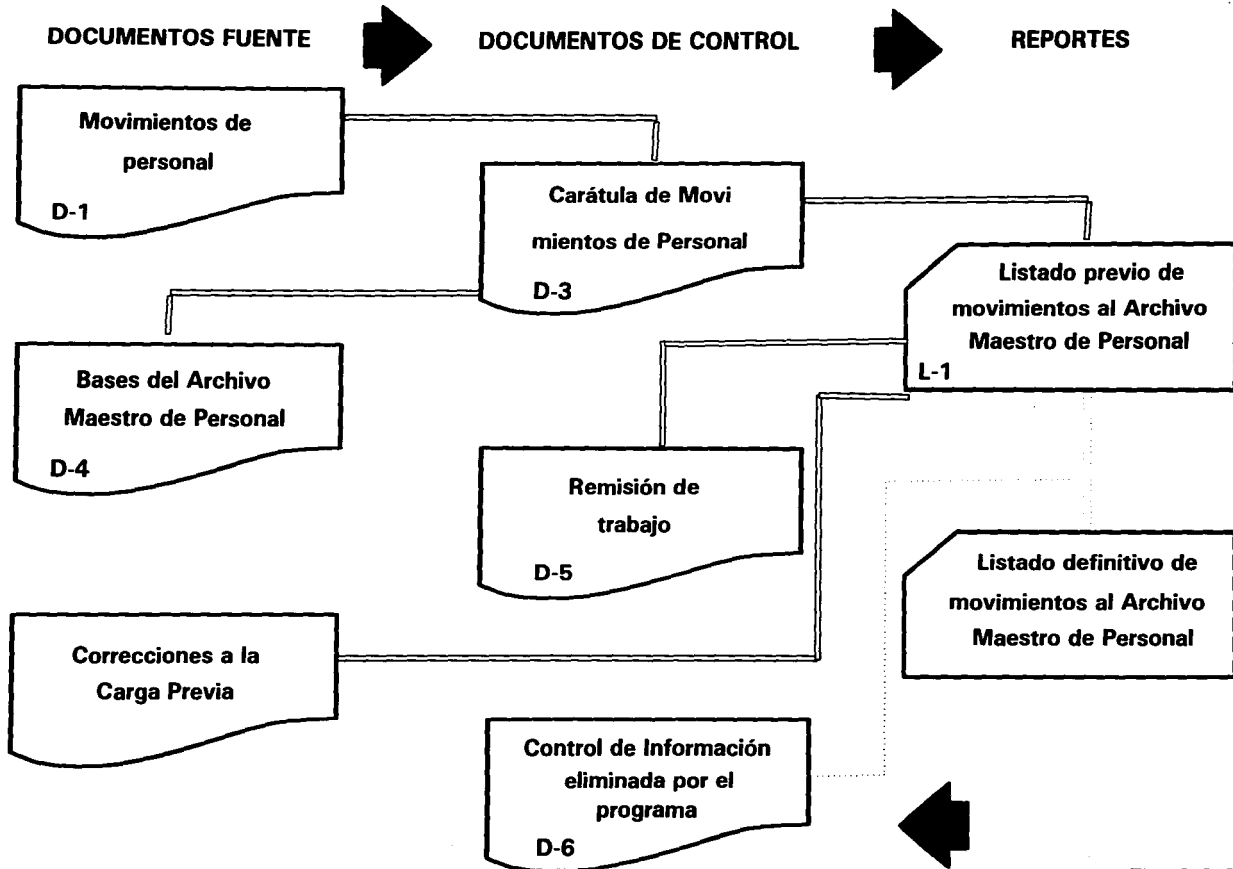 DOCUMENTOS FUENTE
DOCUMENTOS DE CONTROL
REPORTES
Movimientos de
personal
D-1
Carátula de Movi
mientos de Personal
D-3
Listado previo de
movimientos al Archivo
Maestro de Personal
L-1
Bases del Archivo
Maestro de Personal
D-4
Remisión de
trabajo
D-5
Listado definitivo de
movimientos al Archivo
Maestro de Personal
Correcciones a la
Carga Previa
Control de Información
eliminada por el
programa
D-6